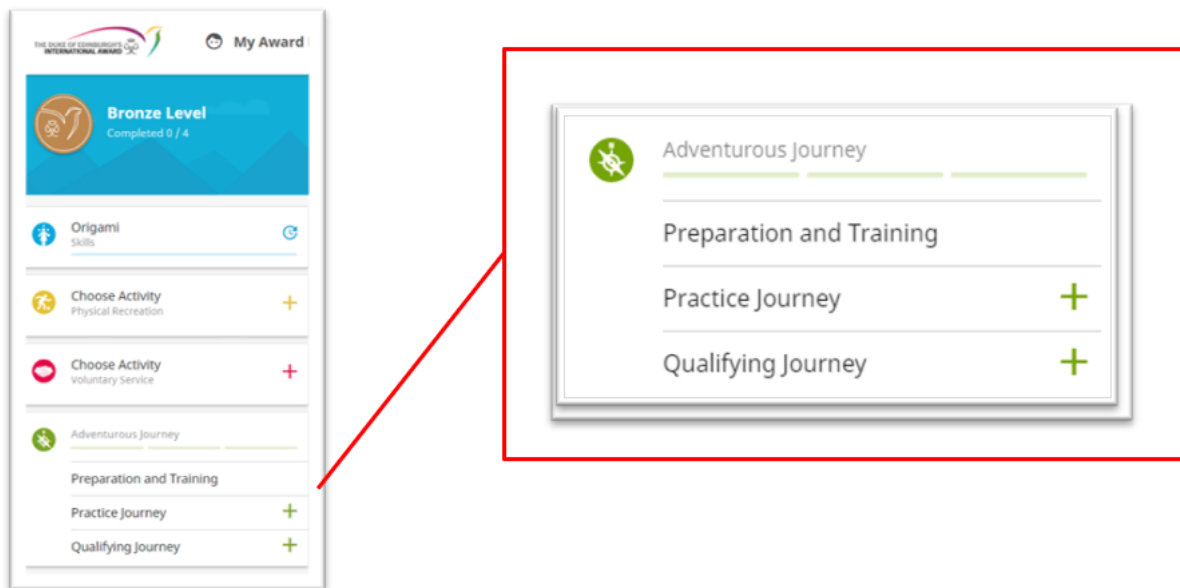 THE DUKE OF EDINBURGH'S
INTERNATIONAL AWARD
My Award
Bronze Level
Completed 0 / 4
Origami
Skills
Choose Activity
Physical Recreation
Choose Activity
Voluntary Service
Adventurous Journey
Preparation and Training
Practice Journey
Qualifying Journey
Adventurous Journey
Preparation and Training
Practice Journey
Qualifying Journey